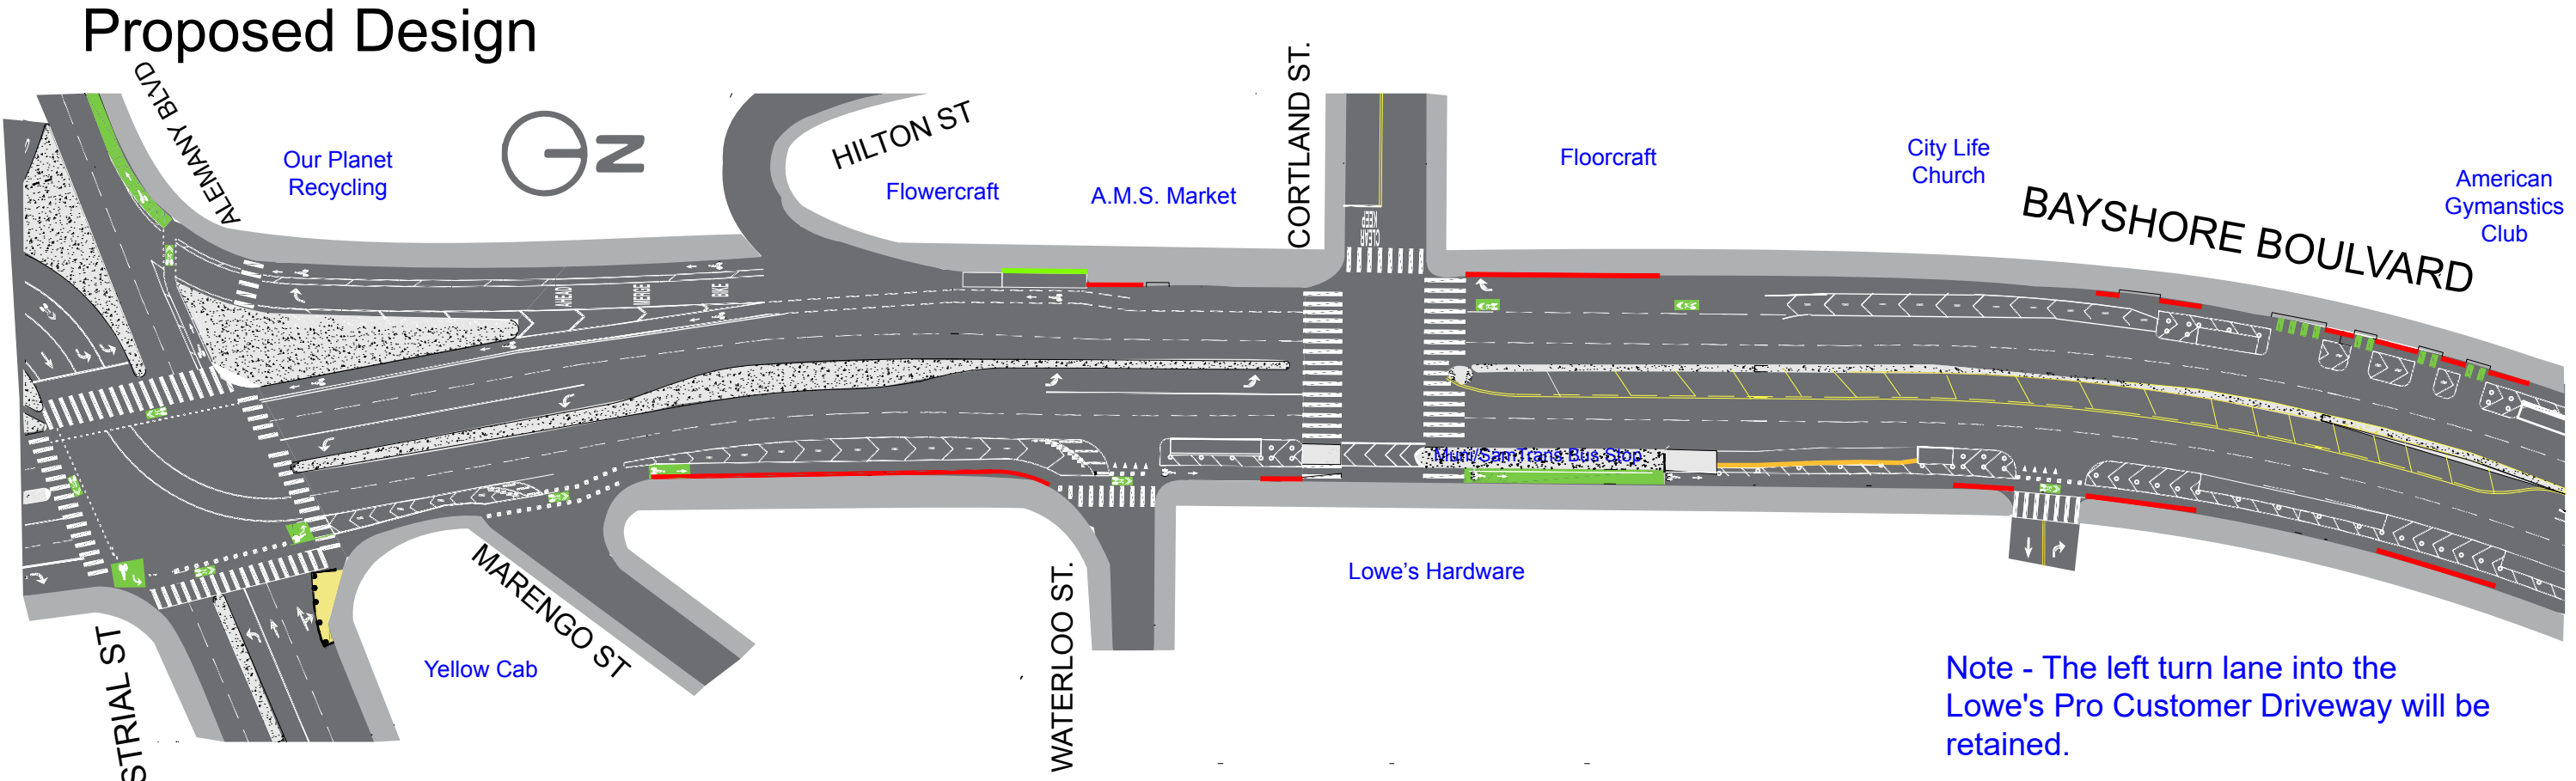 Proposed Design
ALEMANY BLVD
Our Planet
Recycling
N
HILTON ST
Flowercraft
A.M.S. Market
CORTLAND ST.
KEEP
CLEAR
Floorcraft
City Life
Church
BAYSHORE BOULVARD
American
Gymanstics
Club
AHEAD
MERGE
BIKE
Muni/SamTrans Bus Stop
STRIAL ST
Yellow Cab
MARENGO ST
WATERLOO ST.
Lowe's Hardware
Note - The left turn lane into the
Lowe's Pro Customer Driveway will be
retained.